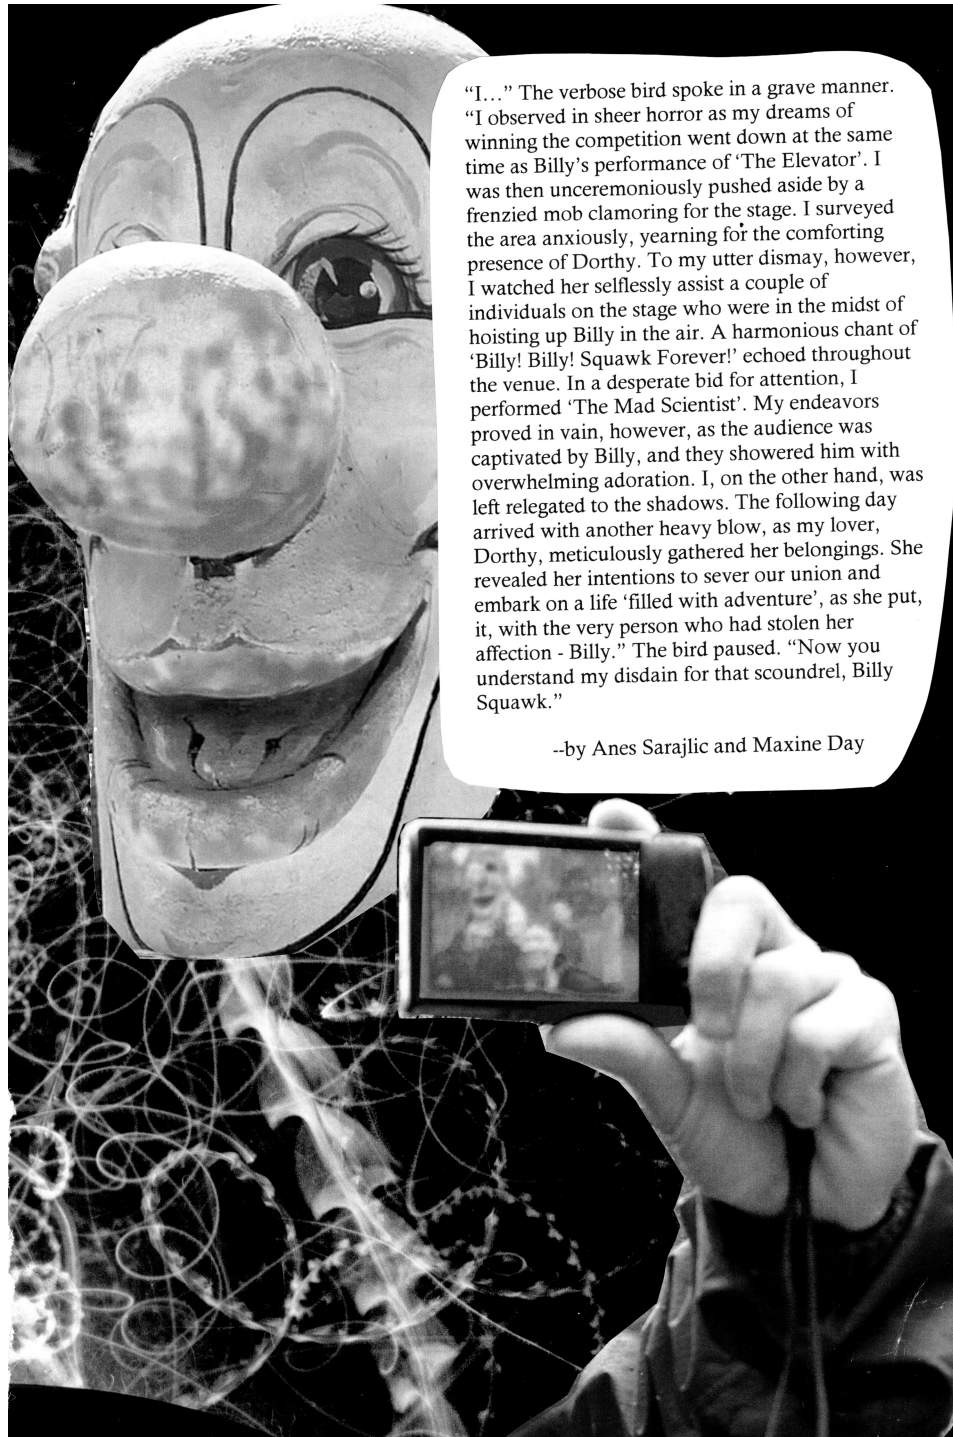 “I…” The verbose bird spoke in a grave manner.
“I observed in sheer horror as my dreams of
winning the competition went down at the same
time as Billy’s performance of ‘The Elevator’. I
was then unceremoniously pushed aside by a
frenzied mob clamoring for the stage. I surveyed
the area anxiously, yearning for the comforting
presence of Dorthy. To my utter dismay, however,
I watched her selflessly assist a couple of
individuals on the stage who were in the midst of
hoisting up Billy in the air. A harmonious chant of
‘Billy! Billy! Squawk Forever!’ echoed throughout
the venue. In a desperate bid for attention, I
performed ‘The Mad Scientist’. My endeavors
proved in vain, however, as the audience was
captivated by Billy, and they showered him with
overwhelming adoration. I, on the other hand, was
left relegated to the shadows. The following day
arrived with another heavy blow, as my lover,
Dorthy, meticulously gathered her belongings. She
revealed her intentions to sever our union and
embark on a life ‘filled with adventure’, as she put,
it, with the very person who had stolen her
affection - Billy.” The bird paused. “Now you
understand my disdain for that scoundrel, Billy
Squawk.”
--by Anes Sarajlic and Maxine Day